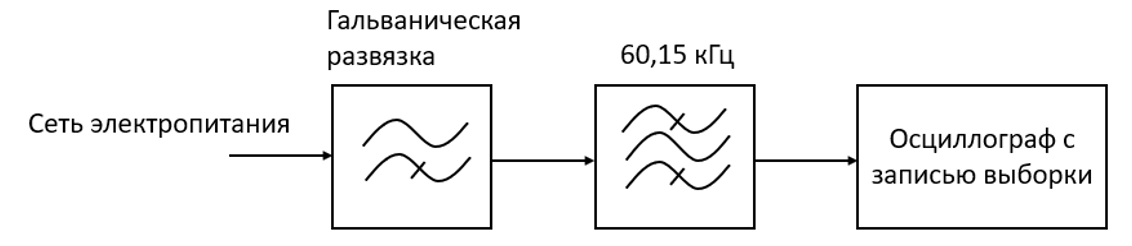 Гальваническая
развязка
60,15 кГц
Сеть электропитания
Осциллограф с
записью выборки